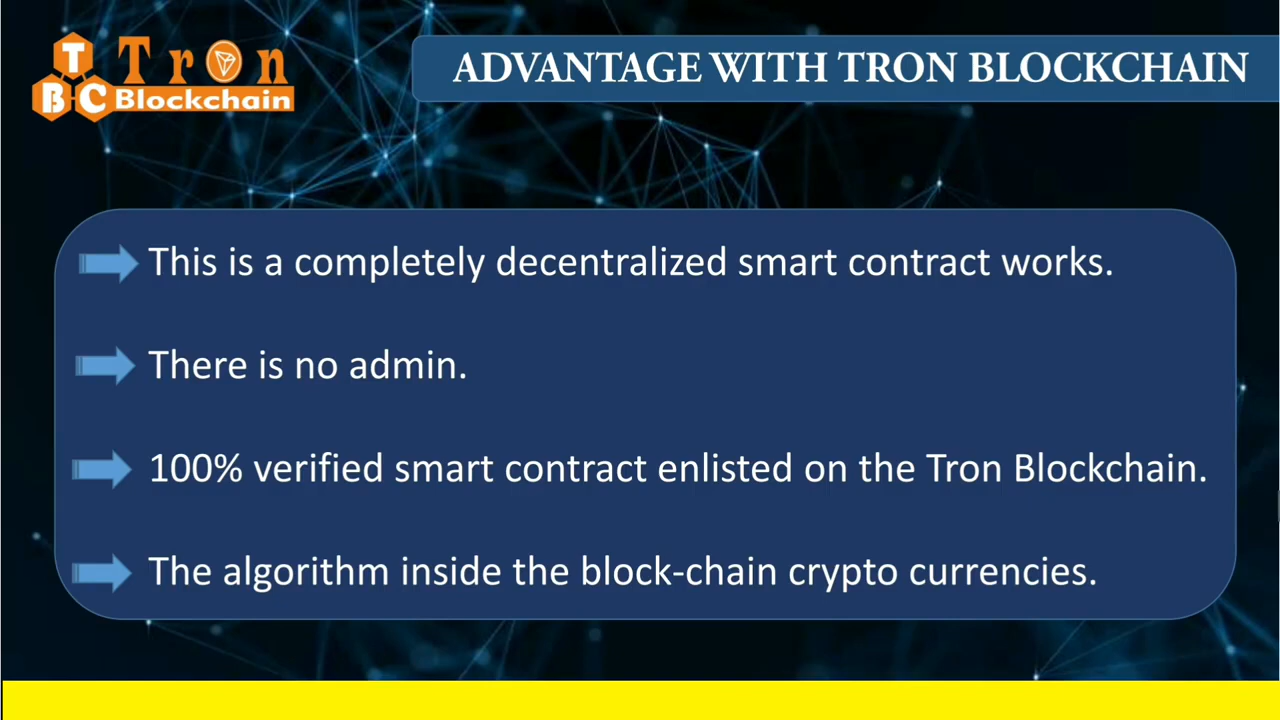 T
BC
Tron
Blockchain
ADVANTAGE WITH TRON BLOCKCHAIN
This is a completely decentralized smart contract works.
There is no admin.
100% verified smart contract enlisted on the Tron Blockchain.
The algorithm inside the block-chain crypto currencies.